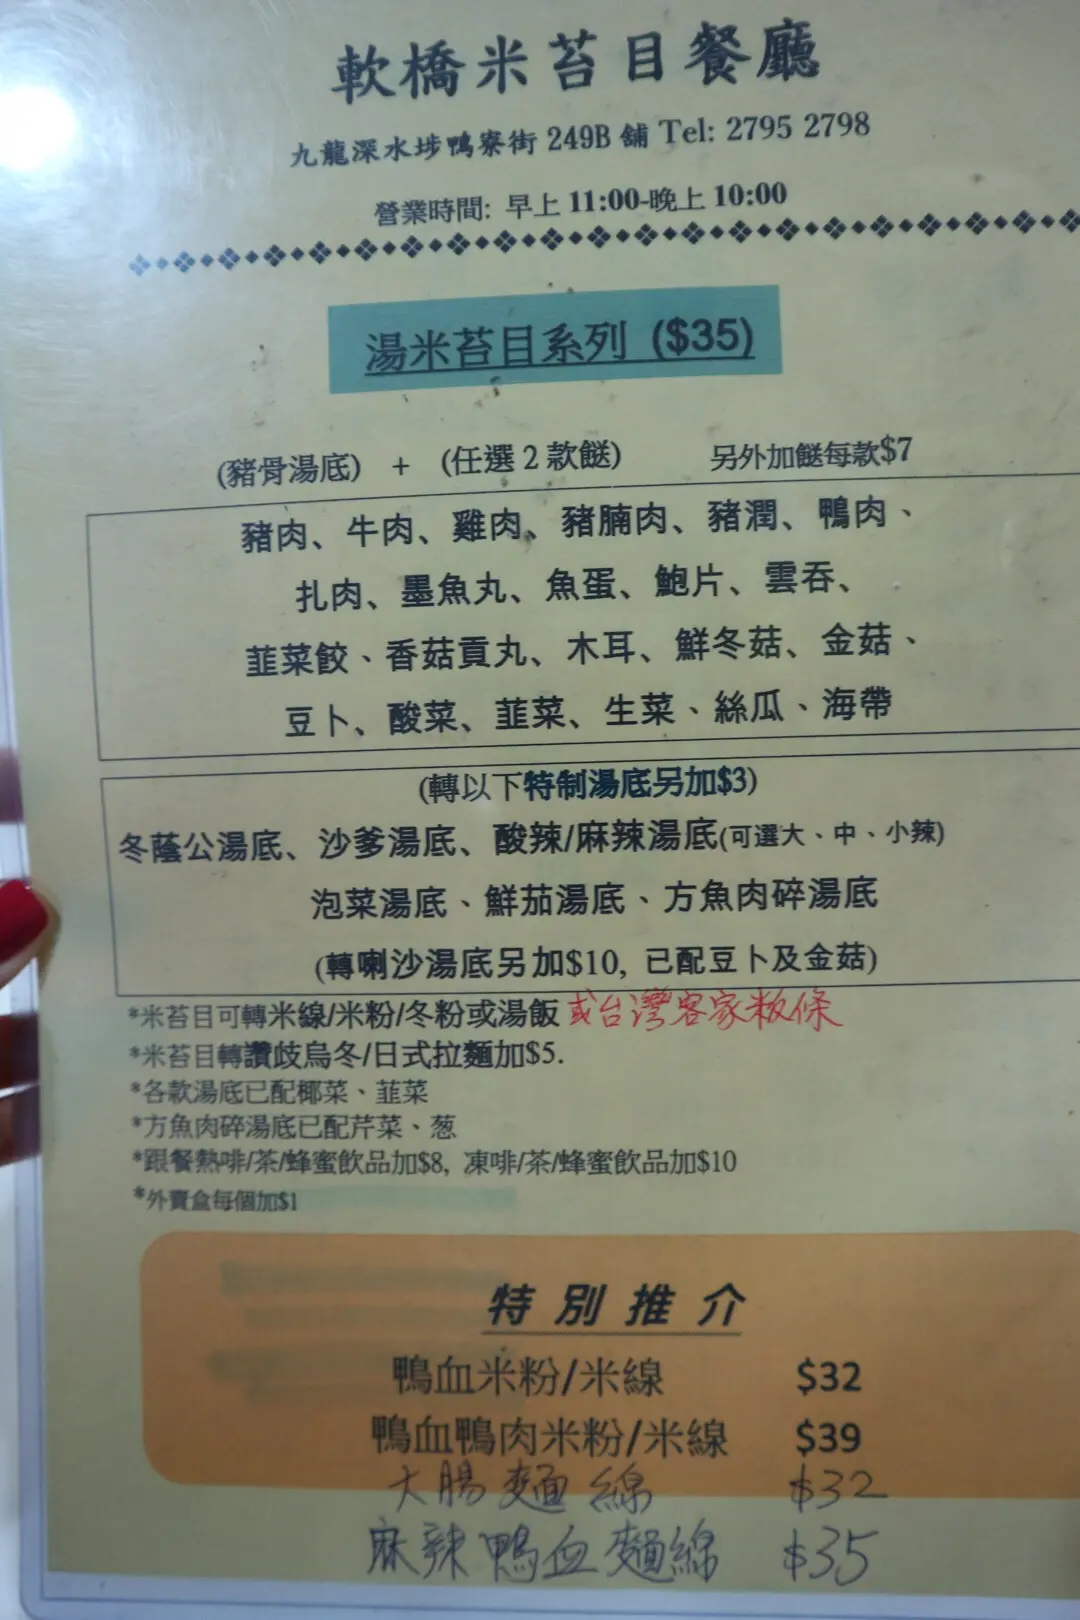 軟橋米苔目餐廳
九龍深水埗鴨寮街 249B 舖 Tel: 2795 2798
營業時間: 早上 11:00-晚上 10:00
湯米苔目系列 ($35)
(豬骨湯底) + (任選 2 款餸) 另外加餸每款$7
豬肉、牛肉、雞肉、豬腩肉、豬潤、鴨肉、
扎肉、墨魚丸、魚蛋、鮑片、雲吞、
韮菜餃、香菇貢丸、木耳、鮮冬菇、金菇、
豆卜、酸菜、韮菜、生菜、絲瓜、海帶
(轉以下特制湯底另加$3)
冬蔭公湯底、沙爹湯底、酸辣/麻辣湯底(可選大、中、小辣)
泡菜湯底、鮮茄湯底、方魚肉碎湯底
(轉喇沙湯底另加$10, 已配豆卜及金菇)
*米苔目可轉米線/米粉/冬粉或湯飯 或台灣客家粄條
*米苔目轉讚歧烏冬/日式拉麵加$5.
*各款湯底已配椰菜、韮菜
*方魚肉碎湯底已配芹菜、葱
*跟餐熱啡/茶/蜂蜜飲品加$8, 凍啡/茶/蜂蜜飲品加$10
*外賣盒每個加$1
特別推介
鴨血米粉/米線 $32
鴨血鴨肉米粉/米線 $39
大腸麵線 $32
麻辣鴨血麵線 $35